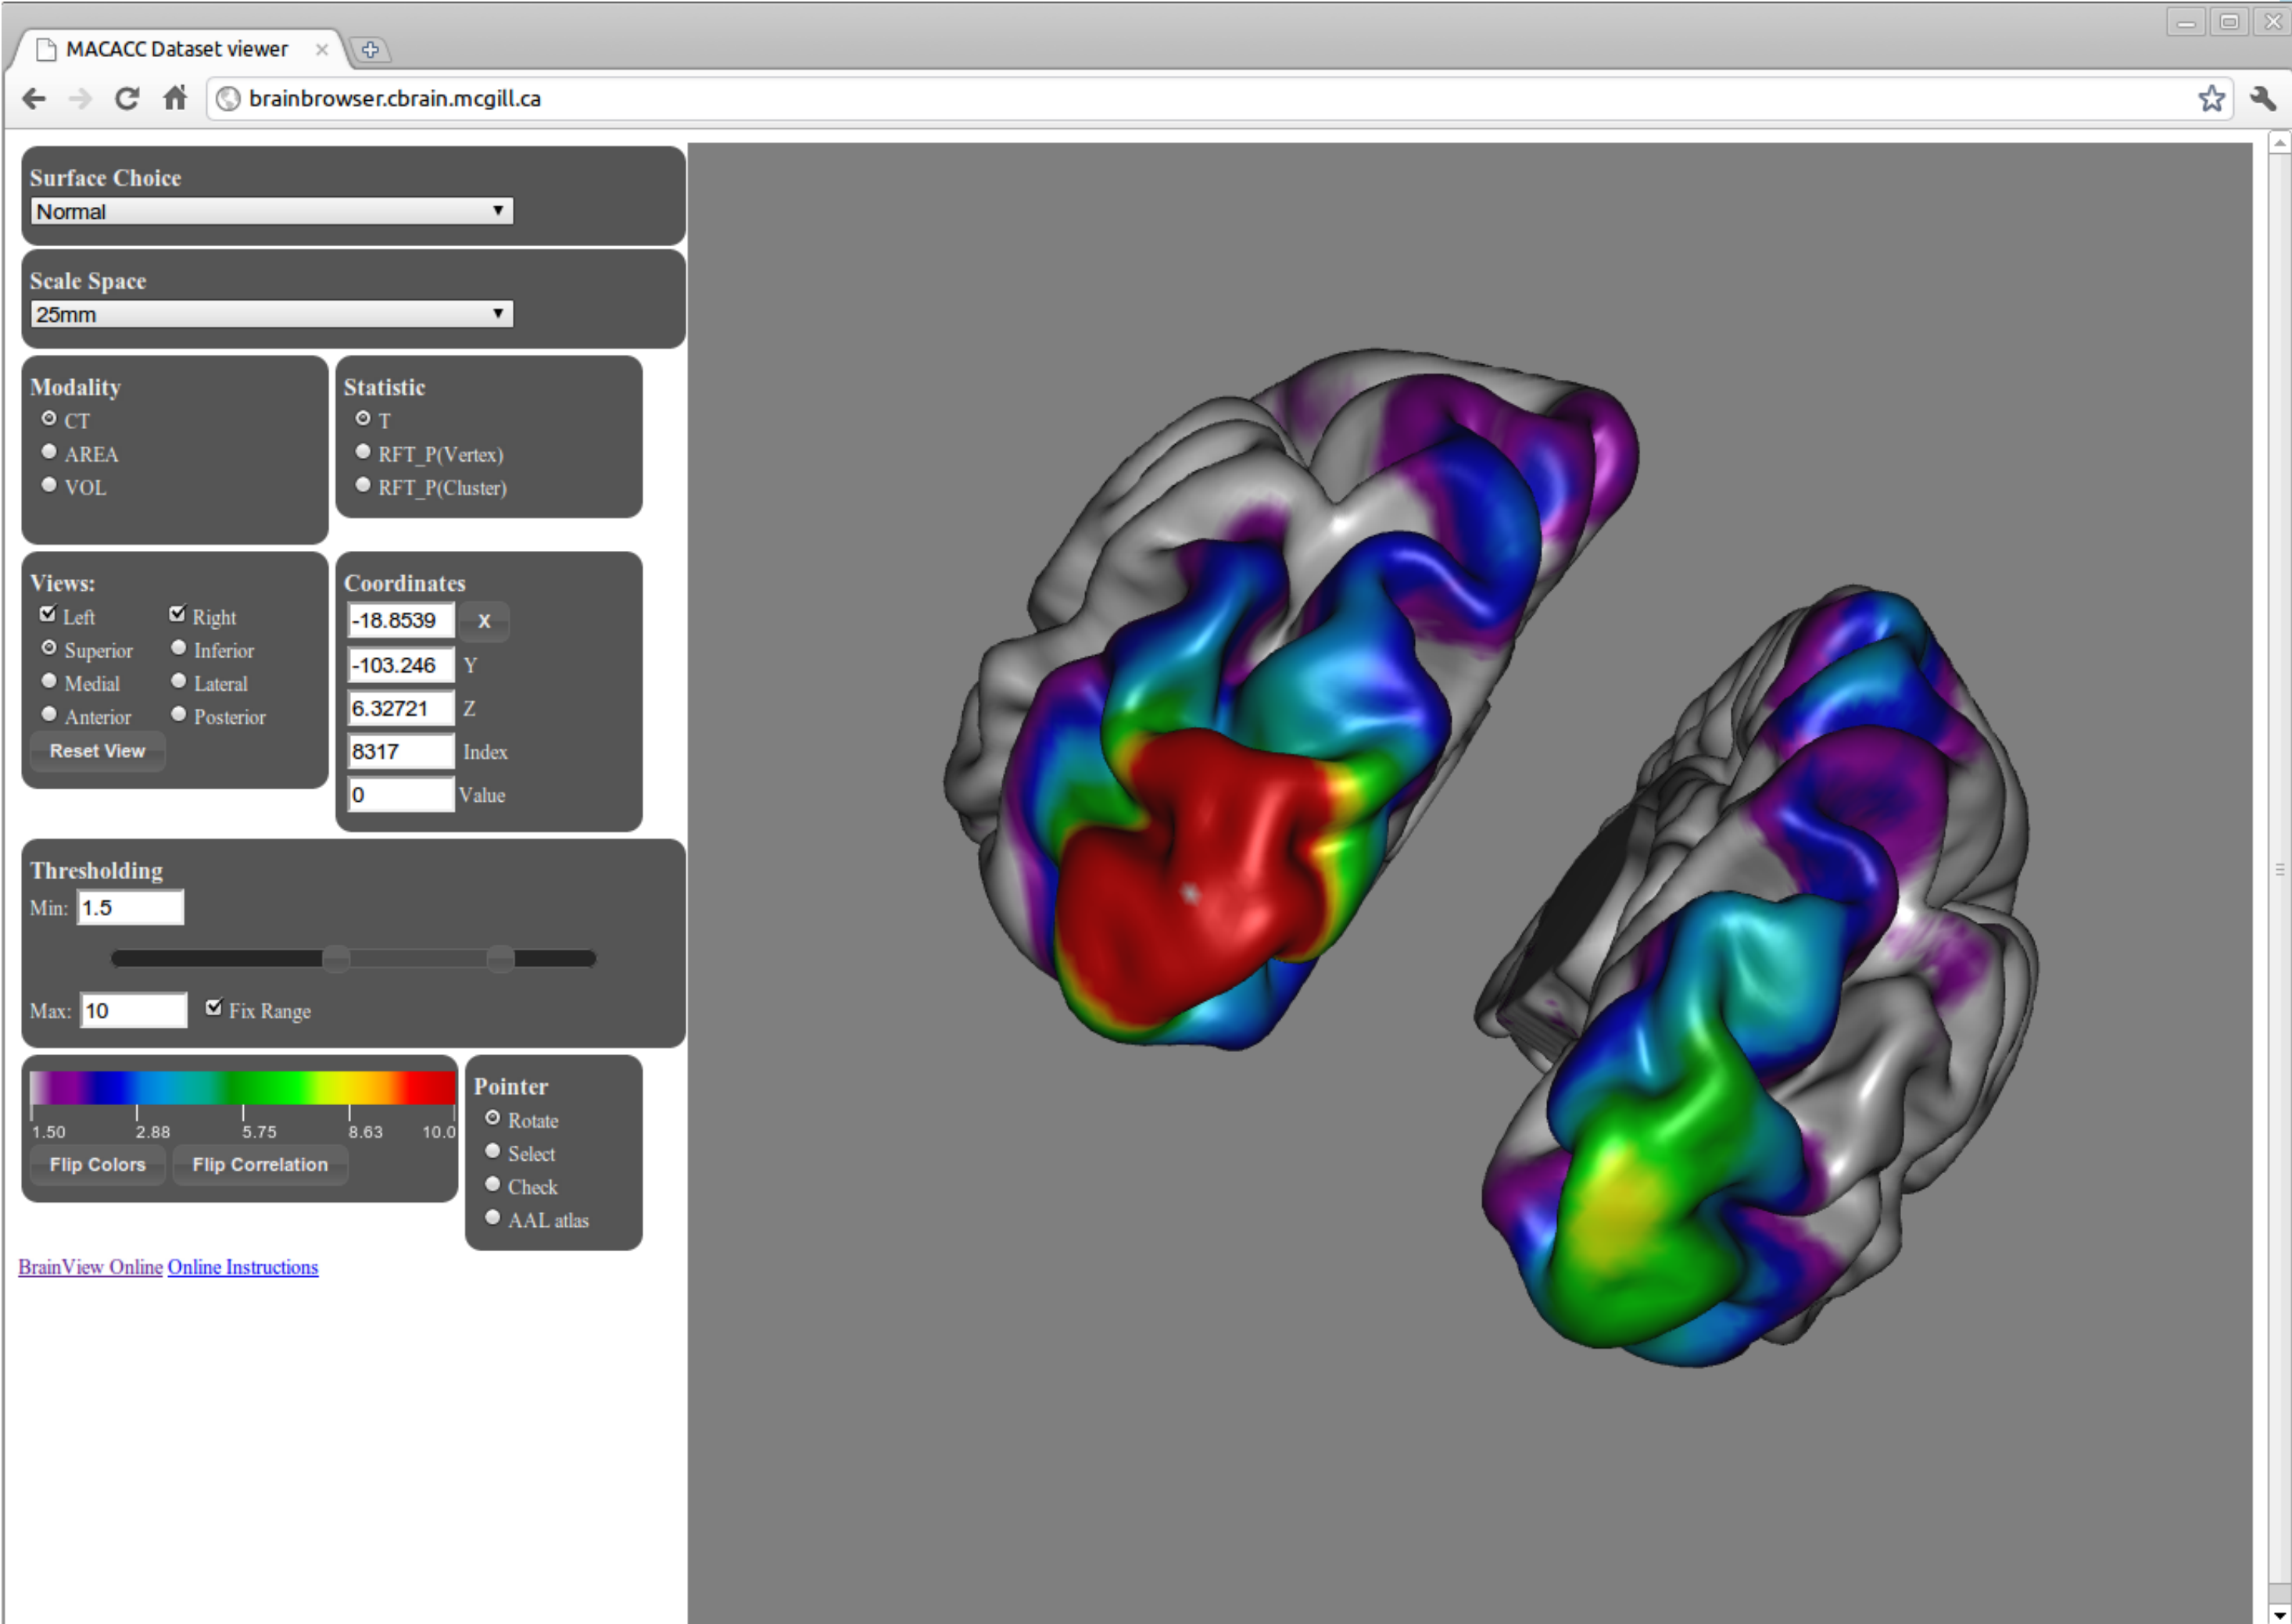 MACACC Dataset viewer
brainbrowser.cbrain.mcgill.ca
Surface Choice
Normal
Scale Space
25mm
Modality
CT
AREA
VOL
Statistic
T
RFT_P(Vertex)
RFT_P(Cluster)
Views:
Left Right
Superior Inferior
Medial Lateral
Anterior Posterior
Reset View
Coordinates
-18.8539 X
-103.246 Y
6.32721 Z
8317 Index
0 Value
Thresholding
Min: 1.5
Max: 10 Fix Range
1.50 2.88 5.75 8.63 10.0
Flip Colors Flip Correlation
Pointer
Rotate
Select
Check
AAL atlas
BrainView Online Online Instructions